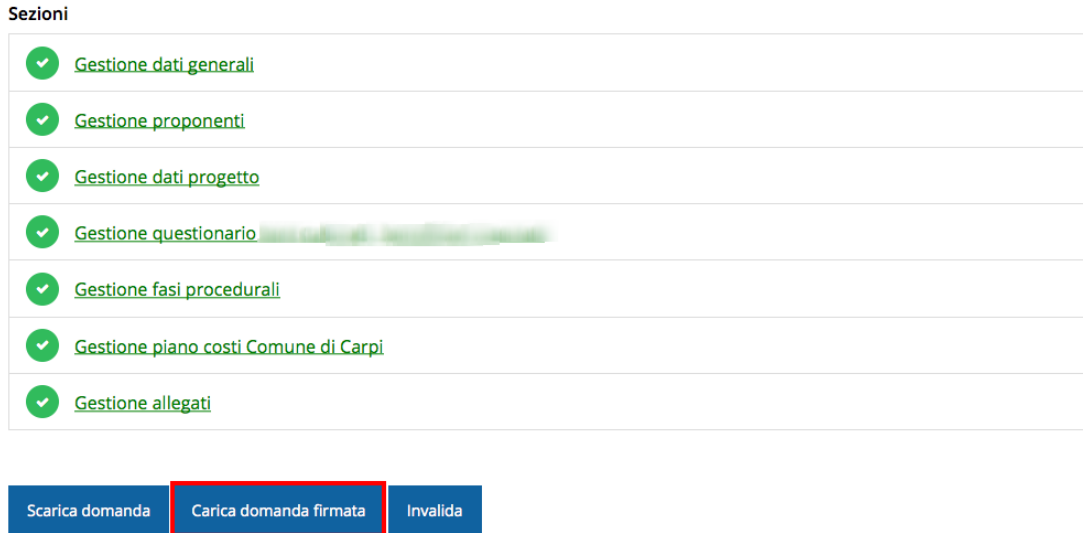 Sezioni
Gestione dati generali
Gestione proponenti
Gestione dati progetto
Gestione questionario
Gestione fasi procedurali
Gestione piano costi Comune di Carpi
Gestione allegati
Scarica domanda Carica domanda firmata Invalida